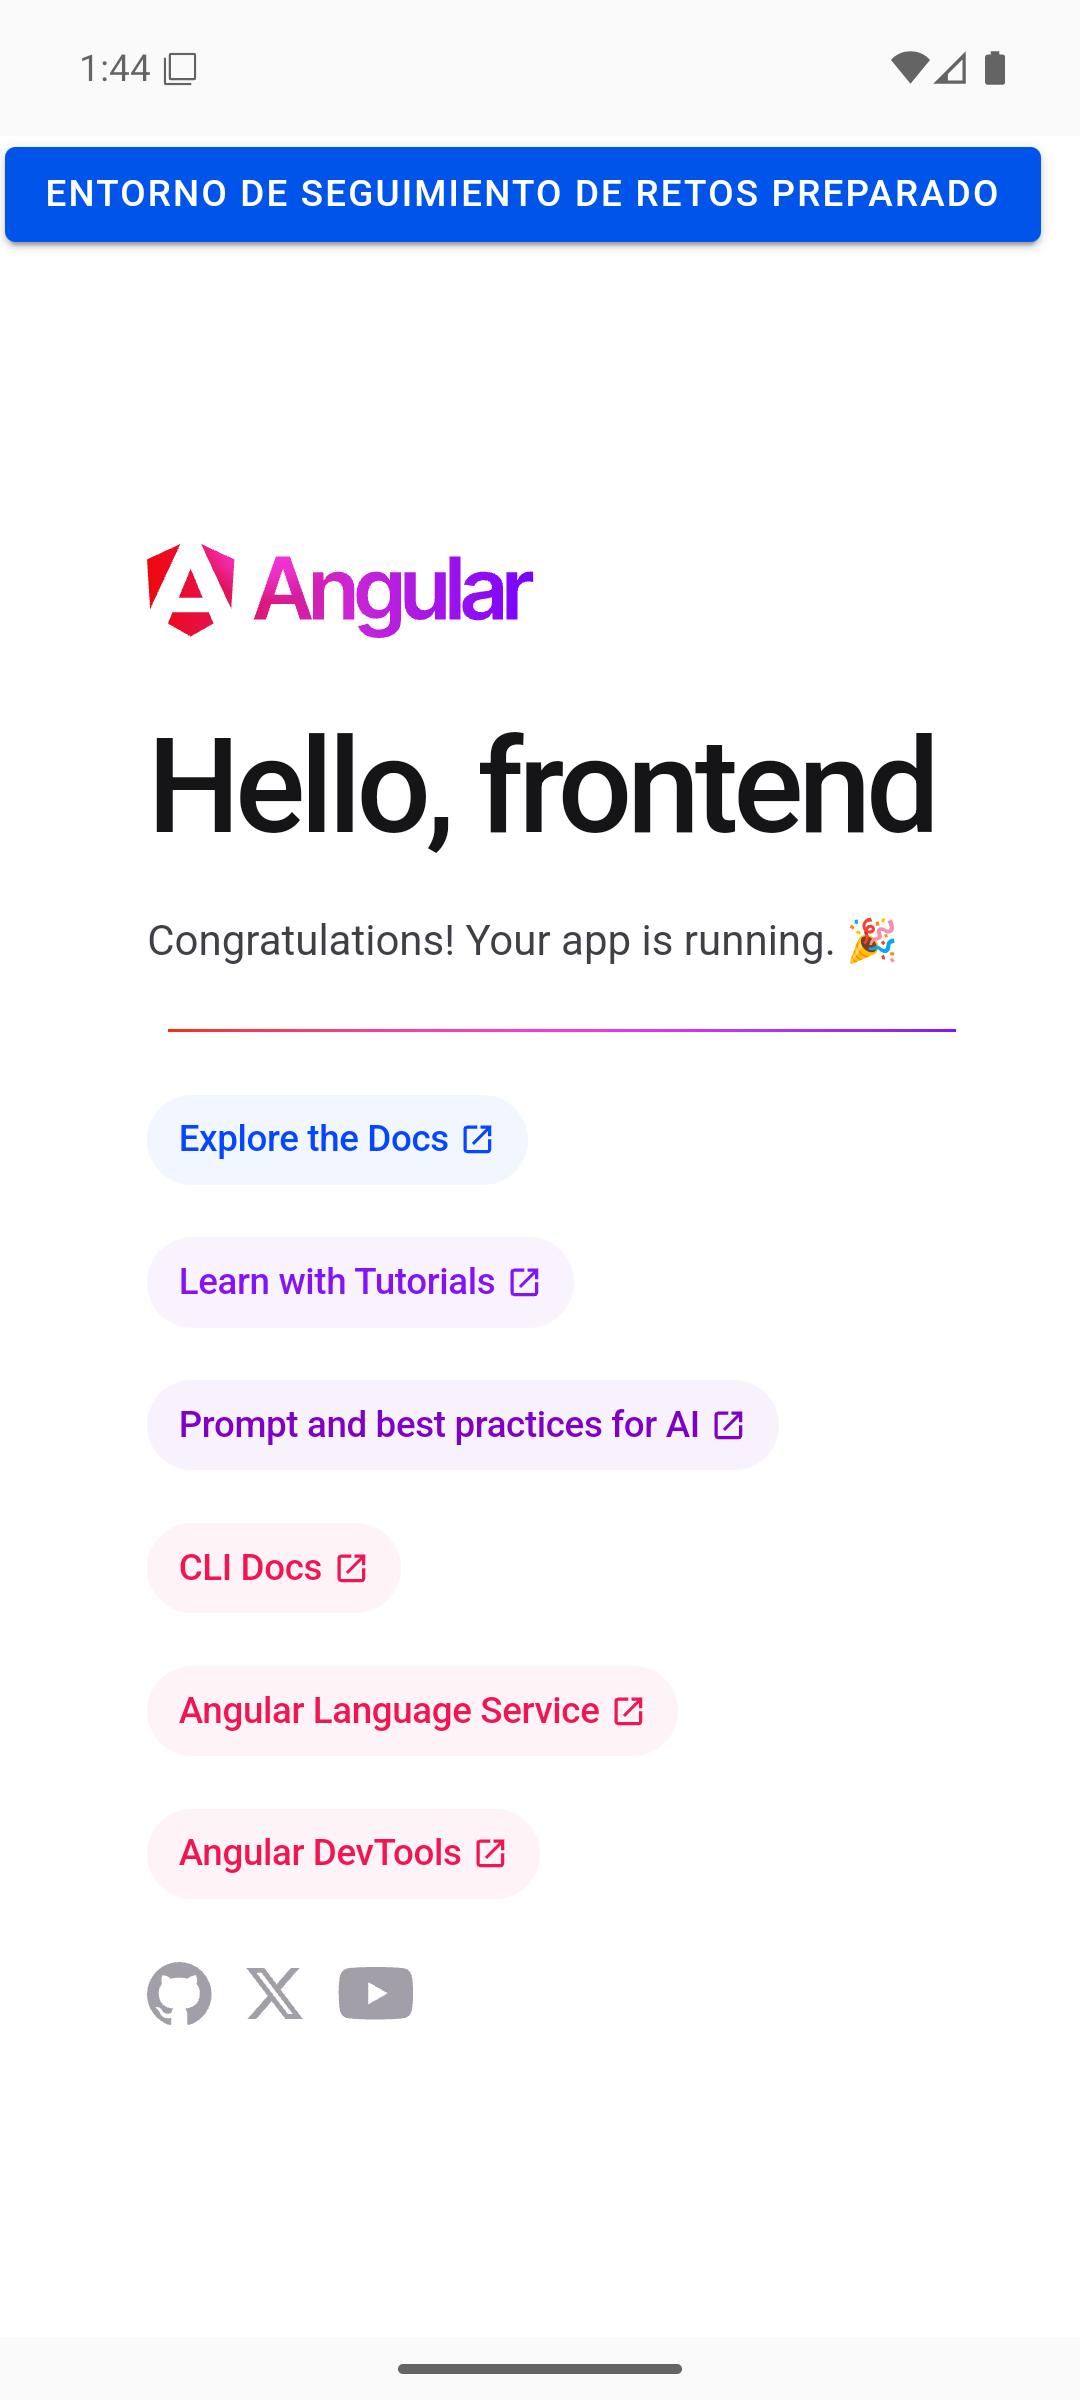 1:44
ENTORNO DE SEGUIMIENTO DE RETOS PREPARADO
Angular
Hello, frontend
Congratulations! Your app is running. 🎉
Explore the Docs
Learn with Tutorials
Prompt and best practices for AI
CLI Docs
Angular Language Service
Angular DevTools